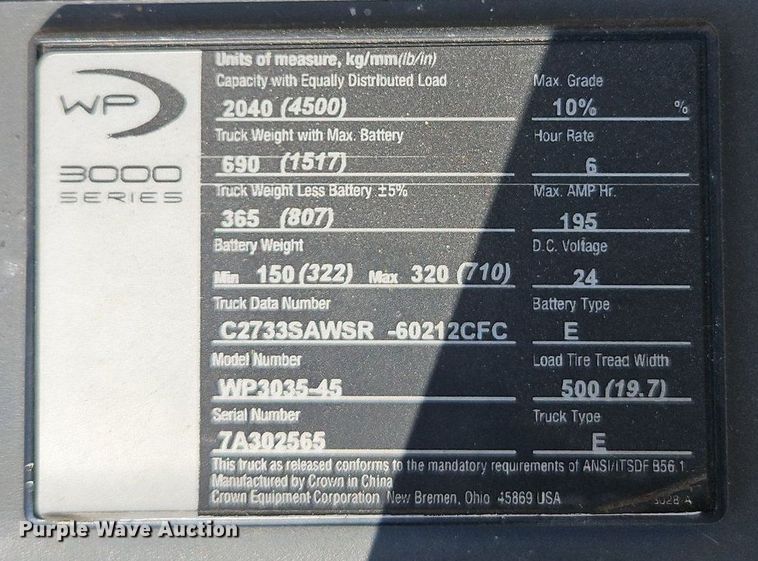 WP
3000
SERIES
Units of measure, kg/mm(lb/in)
Capacity with Equally Distributed Load
2040 (4500)
Truck Weight with Max. Battery
690 (1517)
Truck Weight Less Battery ±5%
365 (807)
Battery Weight
Min 150 (322) Max 320 (710)
Truck Data Number
C2733SAWSR -60212CFC
Model Number
WP3035-45
Serial Number
7A302565
Max. Grade
10% %
Hour Rate
6
Max. AMP Hr.
195
D.C. Voltage
24
Battery Type
E
Load Tire Tread Width
500 (19.7)
Truck Type
E
This truck as released conforms to the mandatory requirements of ANSI/ITSDF B56.1
Manufactured by Crown in China
Crown Equipment Corporation New Bremen, Ohio 45869 USA
Purple Wave Auction